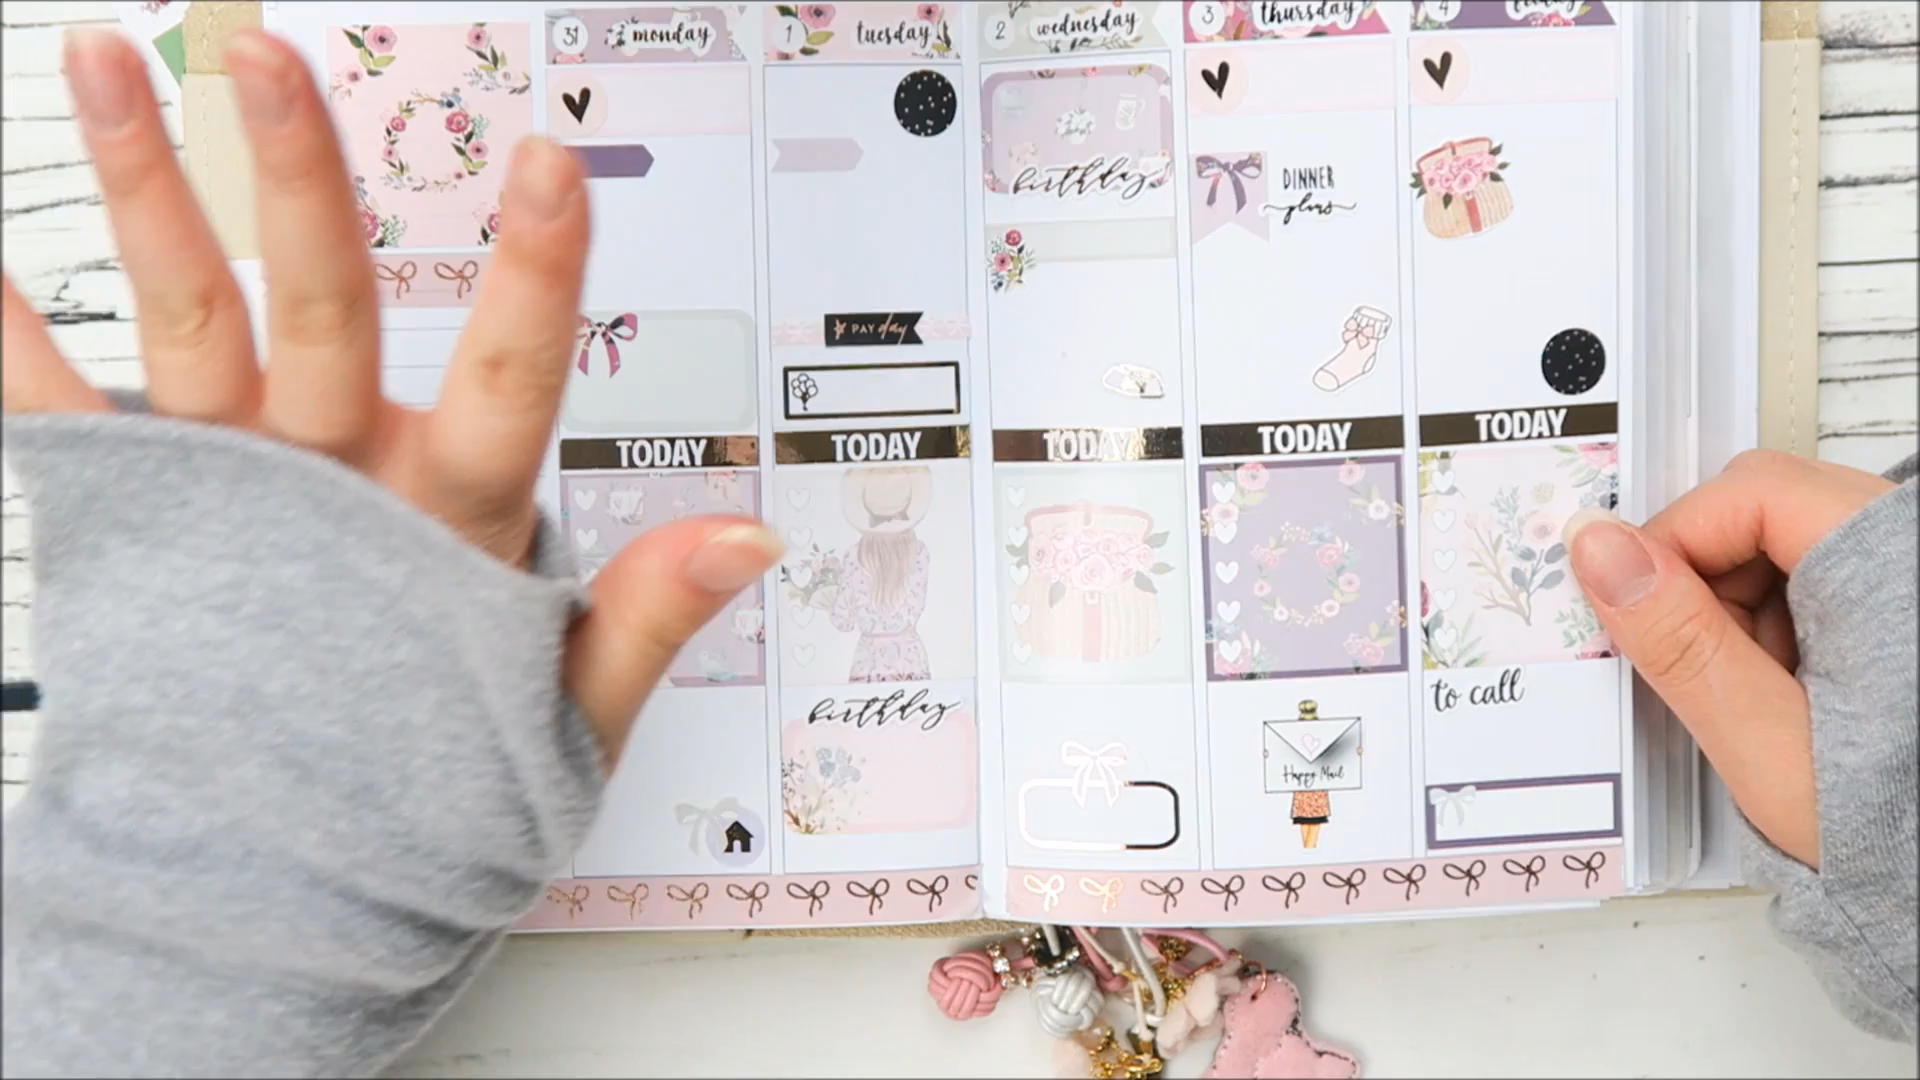 31 monday
1 tuesday
2 wednesday
3 thursday
4
birthday
DINNER
plans
PAY day
TODAY
TODAY
TODAY
TODAY
TODAY
birthday
Happy Mail
to call